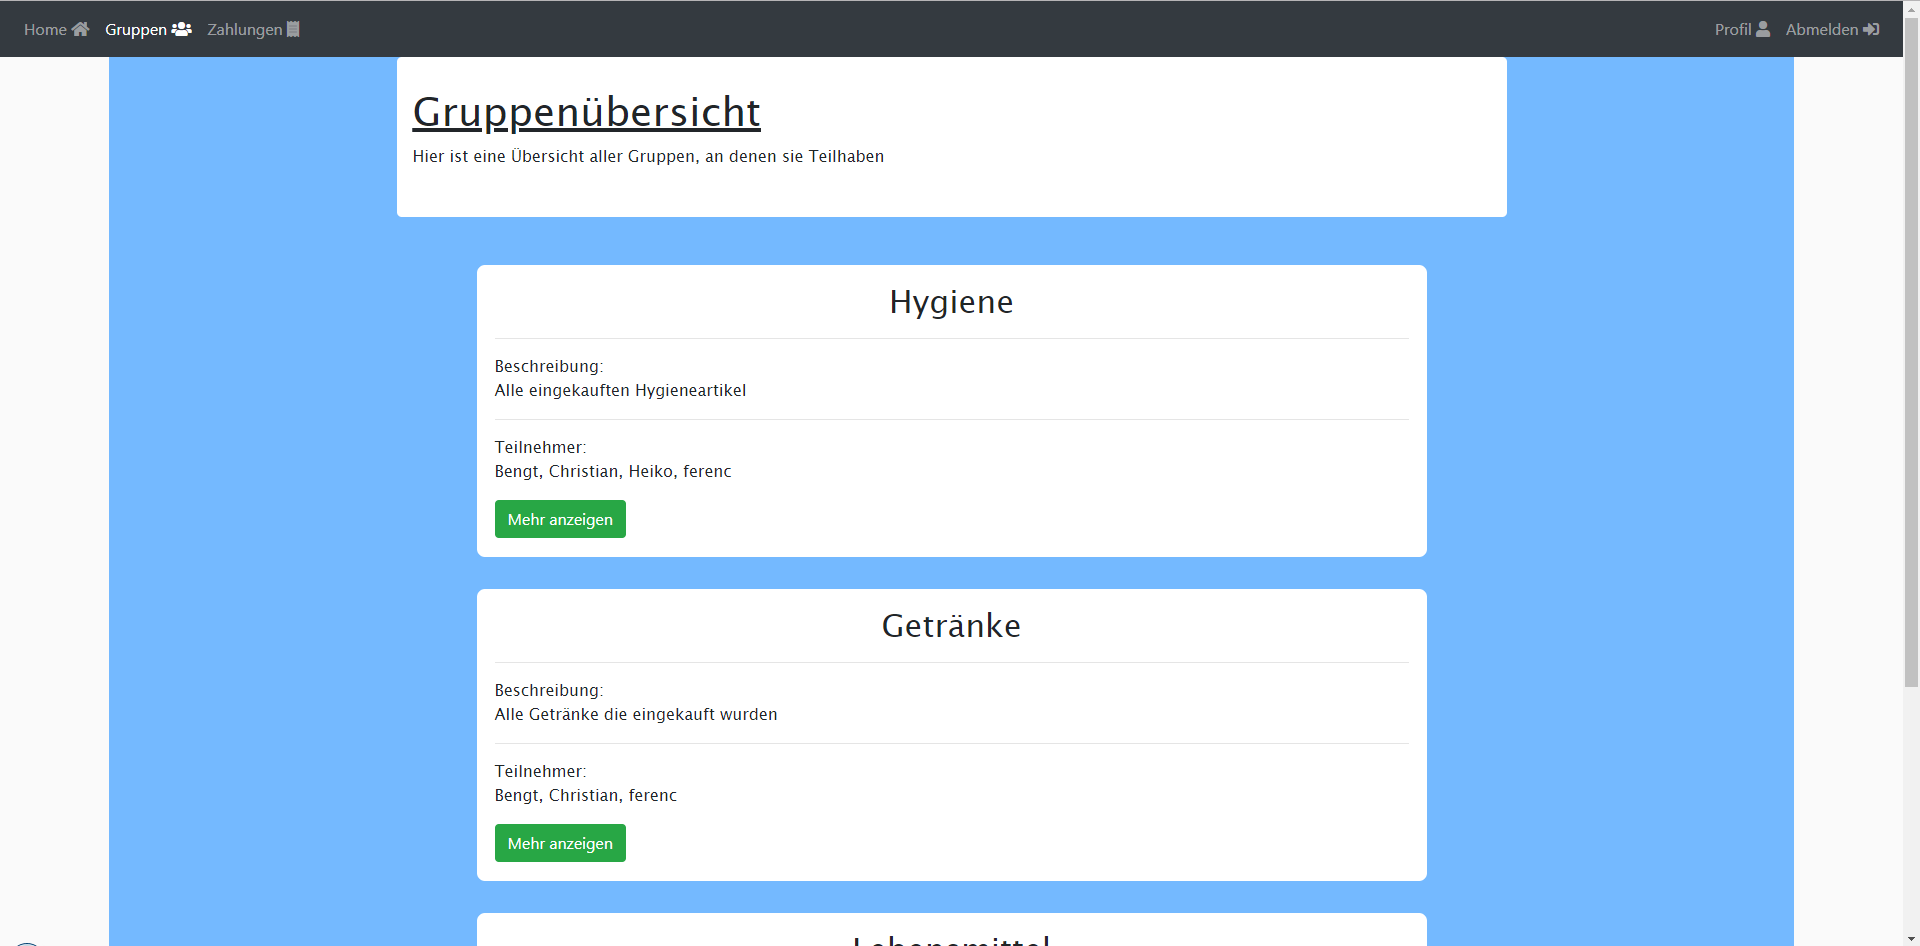 Home Gruppen Zahlungen Profil Abmelden
Gruppenübersicht
Hier ist eine Übersicht aller Gruppen, an denen sie Teilhaben
Hygiene
Beschreibung:
Alle eingekauften Hygieneartikel
Teilnehmer:
Bengt, Christian, Heiko, ferenc
Mehr anzeigen
Getränke
Beschreibung:
Alle Getränke die eingekauft wurden
Teilnehmer:
Bengt, Christian, ferenc
Mehr anzeigen
Lebensmittel